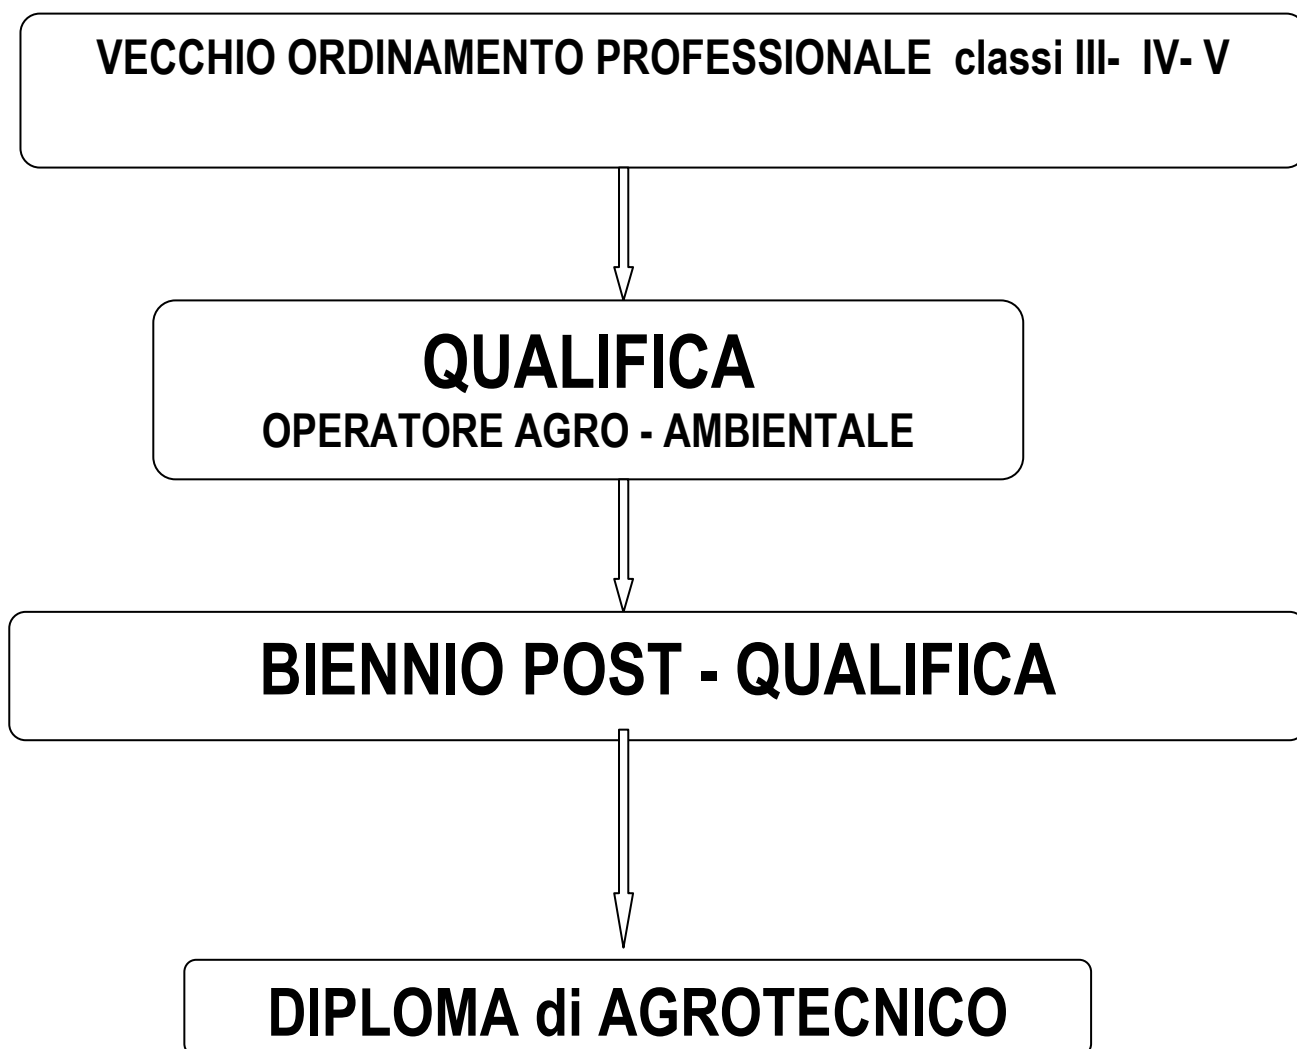 VECCHIO ORDINAMENTO PROFESSIONALE classi III- IV- V
QUALIFICA
OPERATORE AGRO - AMBIENTALE
BIENNIO POST - QUALIFICA
DIPLOMA di AGROTECNICO